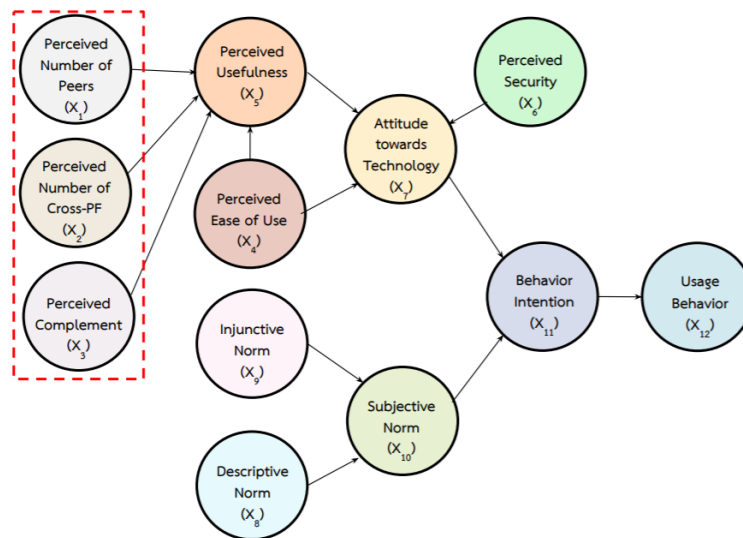 Perceived
Number of
Peers
(X1)
Perceived
Usefulness
(X5)
Perceived
Security
(X6)
Attitude
towards
Technology
(X7)
Perceived
Number of
Cross-PF
(X2)
Perceived
Ease of Use
(X4)
Perceived
Complement
(X3)
Behavior
Intention
(X11)
Usage
Behavior
(X12)
Injunctive
Norm
(X9)
Subjective
Norm
(X10)
Descriptive
Norm
(X8)